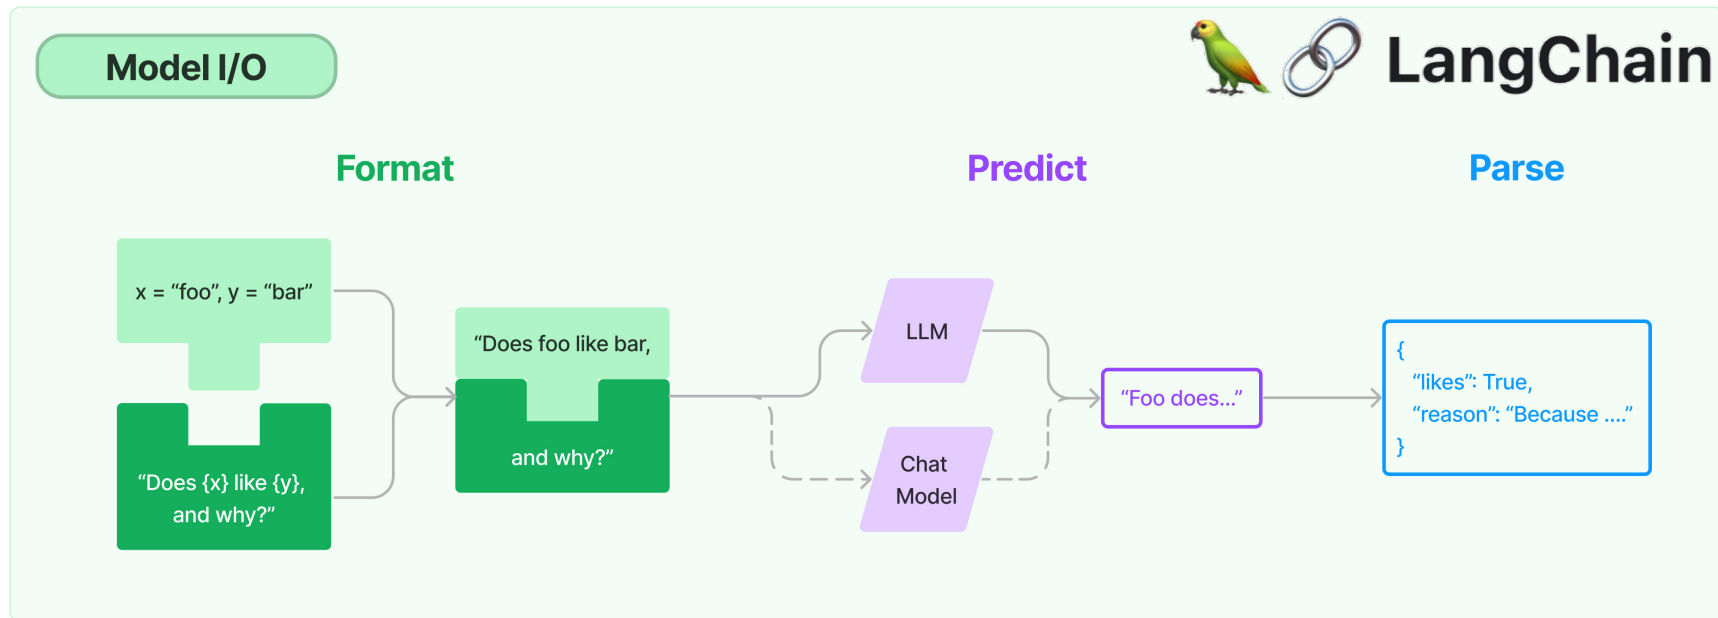 Model I/O
LangChain
Format
Predict
Parse
x = “foo”, y = “bar”
“Does {x} like {y},
and why?”
“Does foo like bar,
and why?”
LLM
Chat
Model
“Foo does...”
{
“likes”: True,
“reason”: “Because ....”
}